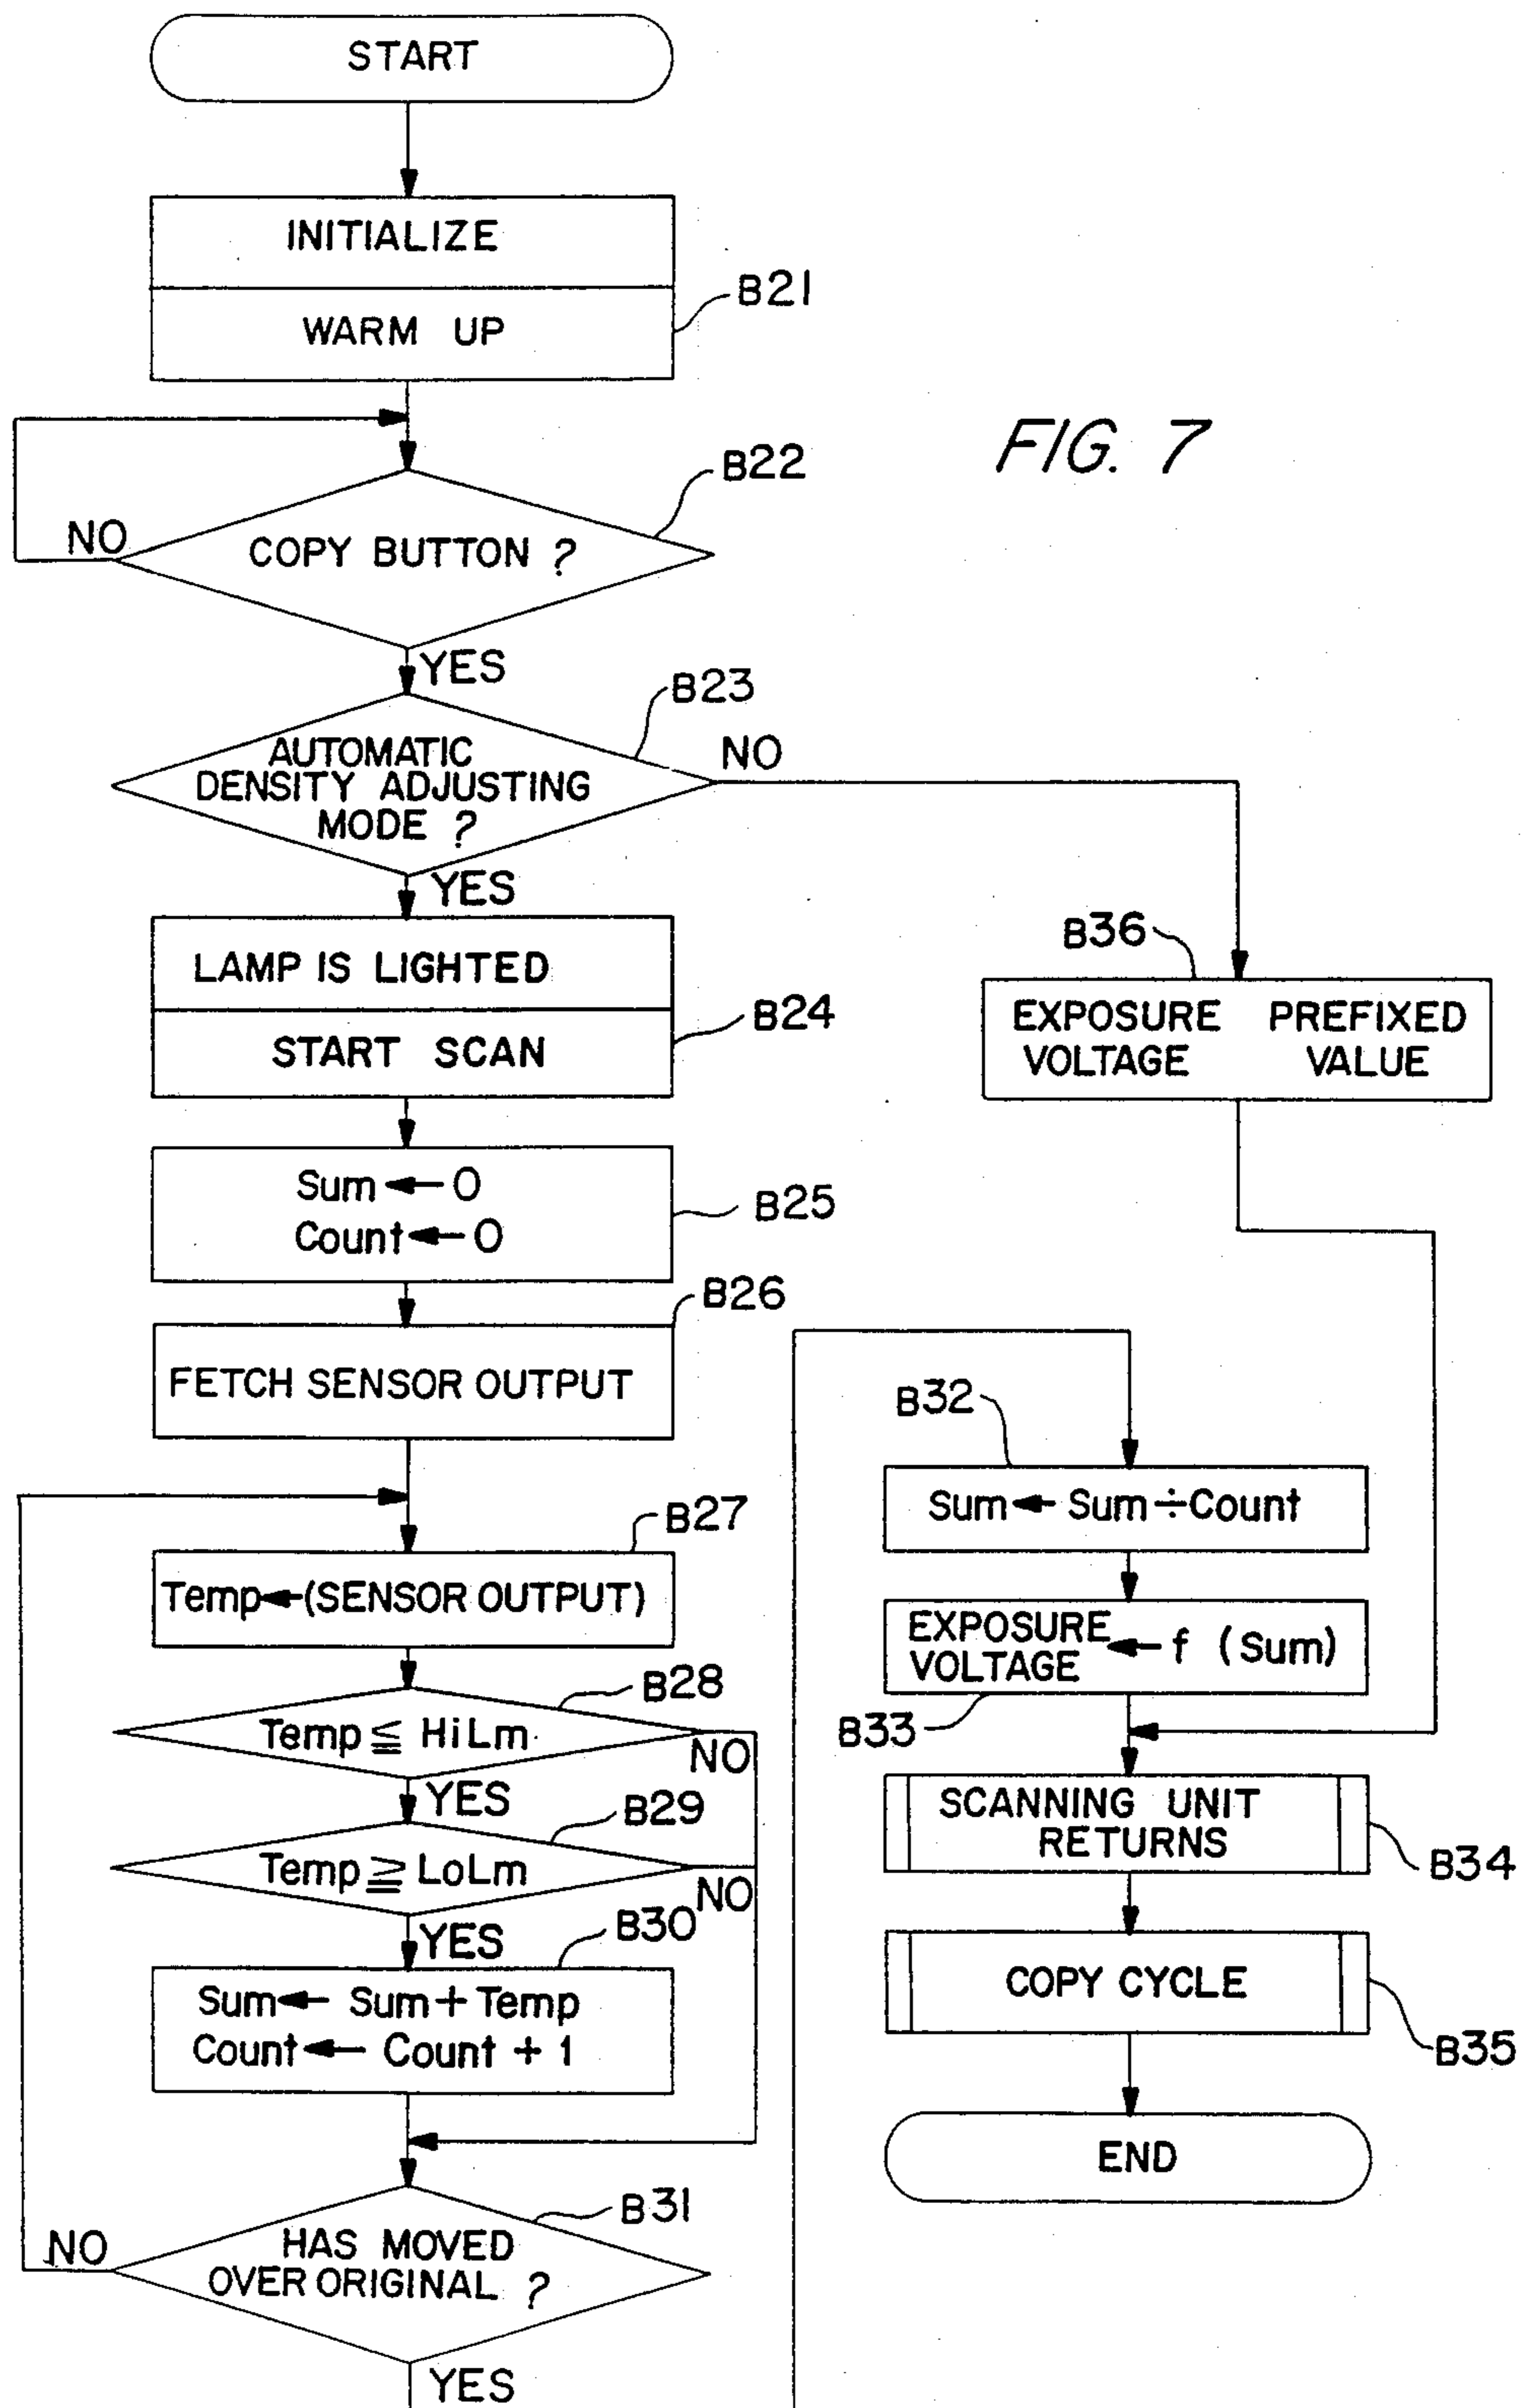 START
INITIALIZE
WARM UP
B21
FIG. 7
B22
COPY BUTTON ?
NO
YES
B23
AUTOMATIC
DENSITY ADJUSTING
MODE ?
NO
YES
LAMP IS LIGHTED
START SCAN
B24
B36
EXPOSURE PREFIXED
VOLTAGE VALUE
Sum ← 0
Count ← 0
B25
B26
FETCH SENSOR OUTPUT
B27
Temp ← (SENSOR OUTPUT)
B28
Temp ≦ HiLm
NO
YES
B29
Temp ≧ LoLm
NO
YES
B30
Sum ← Sum + Temp
Count ← Count + 1
B31
HAS MOVED
OVER ORIGINAL ?
NO
YES
B32
Sum ← Sum ÷ Count
EXPOSURE
VOLTAGE ← f (Sum)
B33
SCANNING UNIT
RETURNS
B34
COPY CYCLE
B35
END